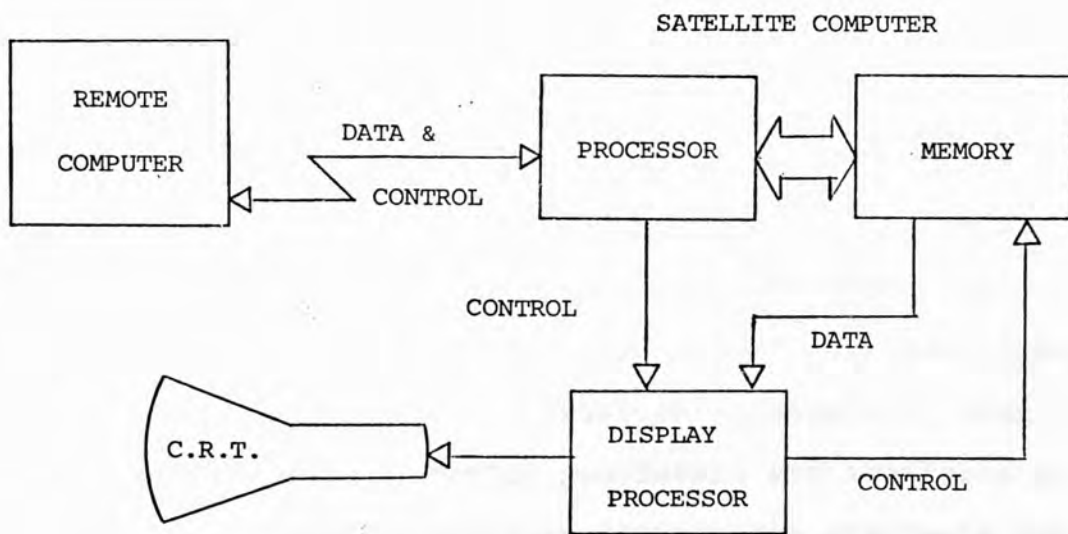 SATELLITE COMPUTER
REMOTE
COMPUTER
DATA &
CONTROL
PROCESSOR
MEMORY
CONTROL
DATA
C.R.T.
DISPLAY
PROCESSOR
CONTROL